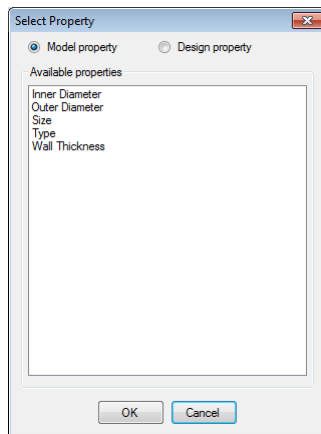 Select Property
Model property Design property
Available properties
Inner Diameter
Outer Diameter
Size
Type
Wall Thickness
OK Cancel